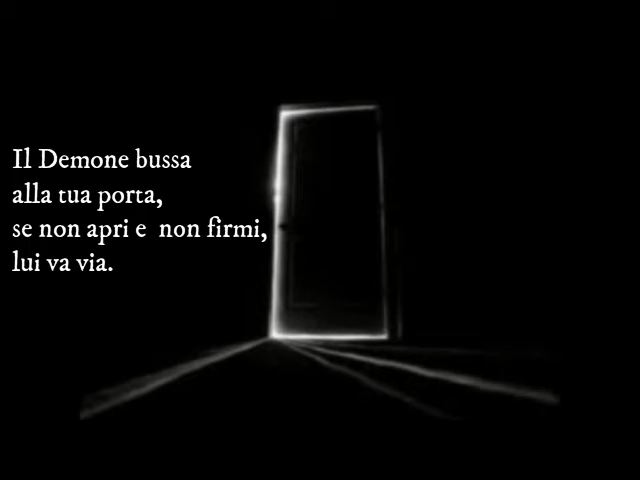 Il Demone bussa
alla tua porta,
se non apri e  non firmi,
lui va via.